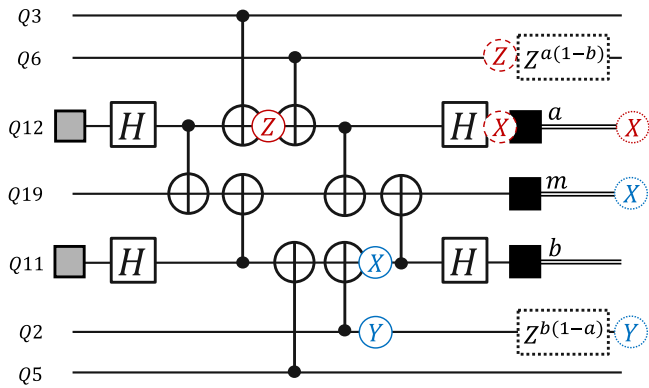 Q3
Q6 Z Z^{a(1-b)}
Q12 H Z H X a X
Q19 m X
Q11 H X H b
Q2 Y Z^{b(1-a)} Y
Q5